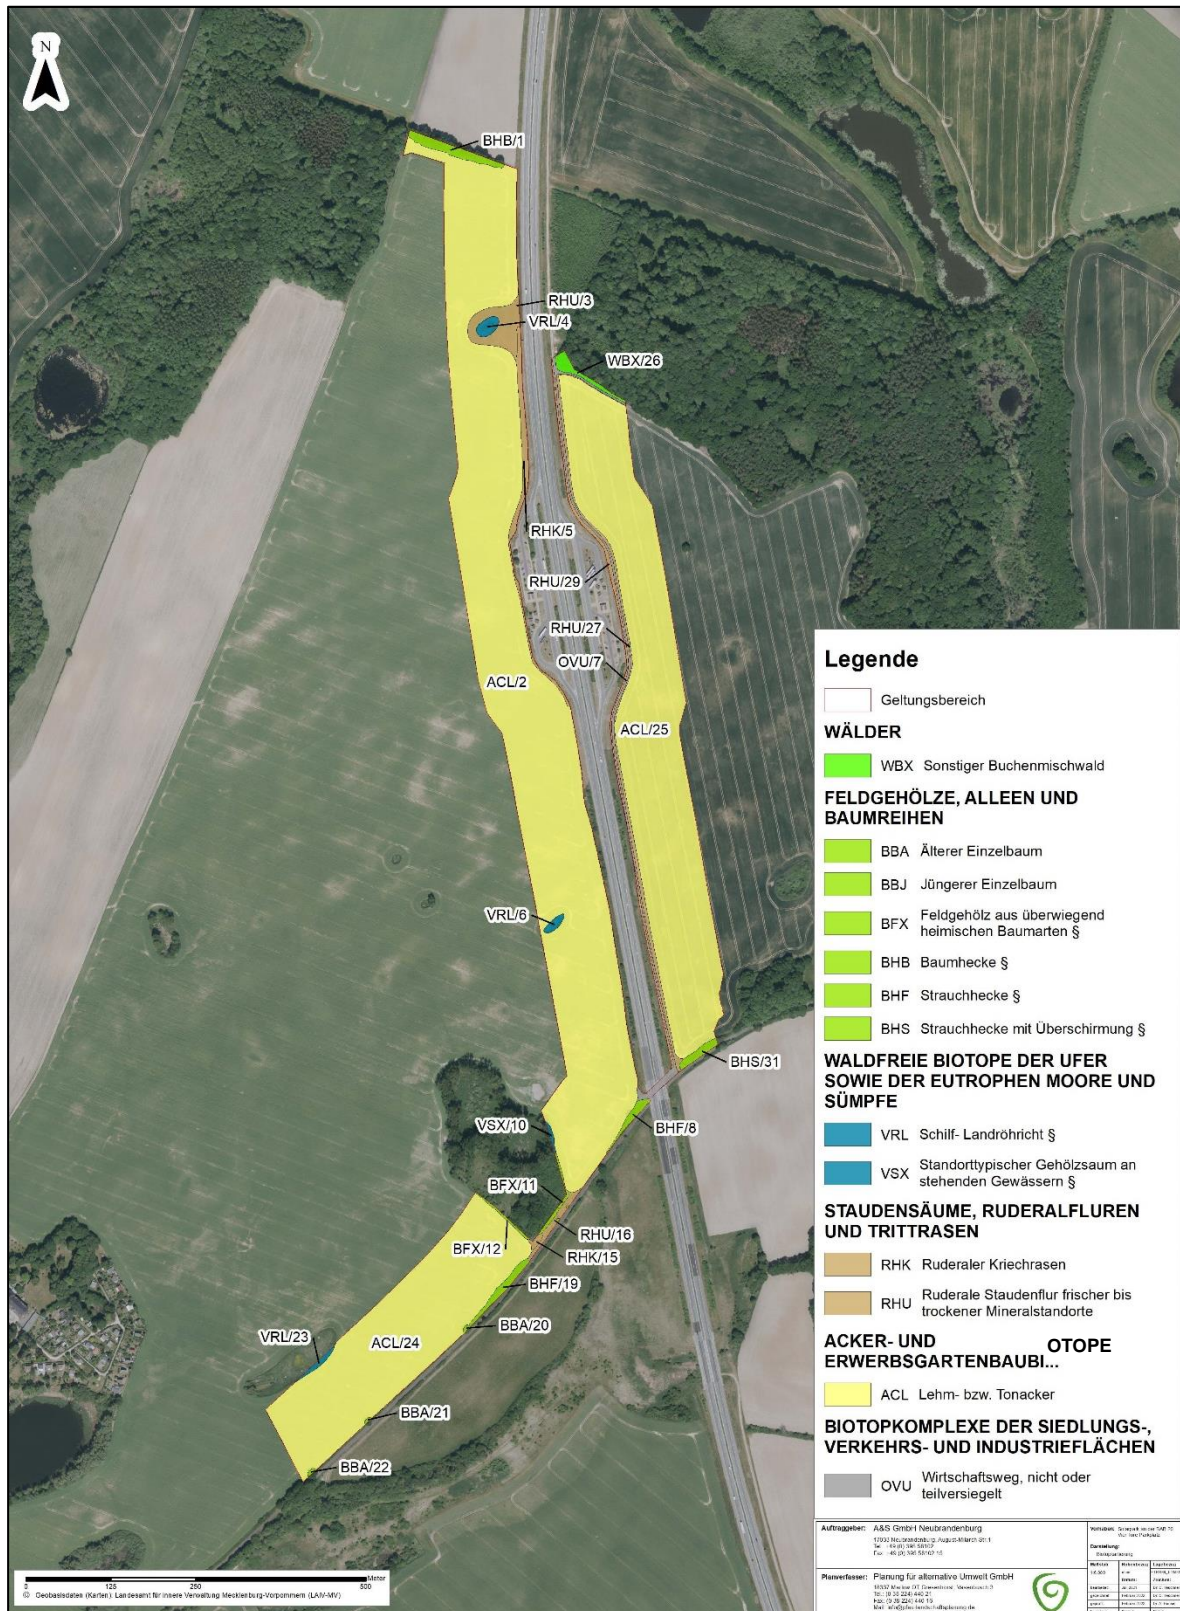 N
BHB/1
RHU/3
VRL/4
WBX/26
RHK/5
RHU/29
RHU/27
OVU/7
ACL/2
ACL/25
VRL/6
BHS/31
BHF/8
VSX/10
BFX/11
RHU/16
BFX/12
RHK/15
BHF/19
BBA/20
VRL/23
ACL/24
BBA/21
BBA/22
Legende
Geltungsbereich
WÄLDER
WBX Sonstiger Buchenmischwald
FELDGEHÖLZE, ALLEEN UND
BAUMREIHEN
BBA Älterer Einzelbaum
BBJ Jüngerer Einzelbaum
BFX Feldgehölz aus überwiegend
heimischen Baumarten §
BHB Baumhecke §
BHF Strauchhecke §
BHS Strauchhecke mit Überschirmung §
WALDFREIE BIOTOPE DER UFER
SOWIE DER EUTROPHEN MOORE UND
SÜMPFE
VRL Schilf- Landröhricht §
VSX Standorttypischer Gehölzsaum an
stehenden Gewässern §
STAUDENSÄUME, RUDERALFLUREN
UND TRITTRASEN
RHK Ruderaler Kriechrasen
RHU Ruderale Staudenflur frischer bis
trockener Mineralstandorte
ACKER- UND OTOPE
ERWERBSGARTENBAUBI...
ACL Lehm- bzw. Tonacker
BIOTOPKOMPLEXE DER SIEDLUNGS-,
VERKEHRS- UND INDUSTRIEFLÄCHEN
OVU Wirtschaftsweg, nicht oder
teilversiegelt
Auftraggeber: A&S GmbH Neubrandenburg
17033 Neubrandenburg, August-Milarch-Str.1
Planverfasser: Planung für alternative Umwelt GmbH
Meter
0 125 250 500
© Geobasisdaten (Karten): Landesamt für innere Verwaltung Mecklenburg-Vorpommern (LAiV-MV)